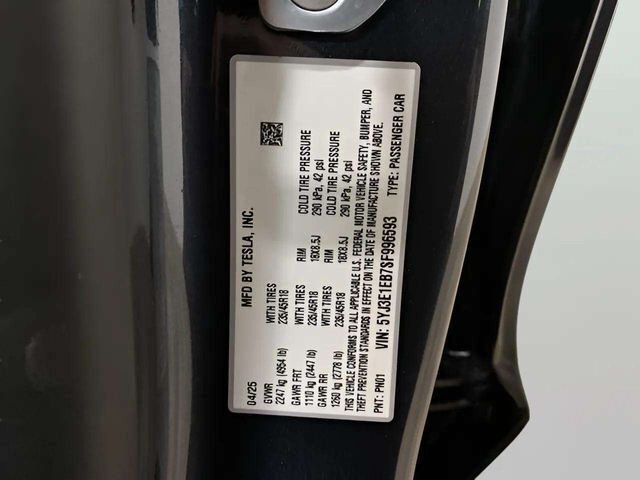 MFD BY TESLA, INC.
04/25
GVWR WITH TIRES RIM COLD TIRE PRESSURE
2247 kg (4954 lb) 235/45R18 18X8.5J 290 kPa, 42 psi
GAWR FRT WITH TIRES RIM COLD TIRE PRESSURE
1110 kg (2447 lb) 235/45R18 18X8.5J 290 kPa, 42 psi
GAWR RR
1260 kg (2778 lb) 235/45R18
THIS VEHICLE CONFORMS TO ALL APPLICABLE U.S. FEDERAL MOTOR VEHICLE SAFETY, BUMPER, AND
THEFT PREVENTION STANDARDS IN EFFECT ON THE DATE OF MANUFACTURE SHOWN ABOVE.
VIN: 5YJ3E1EB7SF996593
PNT: PN01 TYPE: PASSENGER CAR